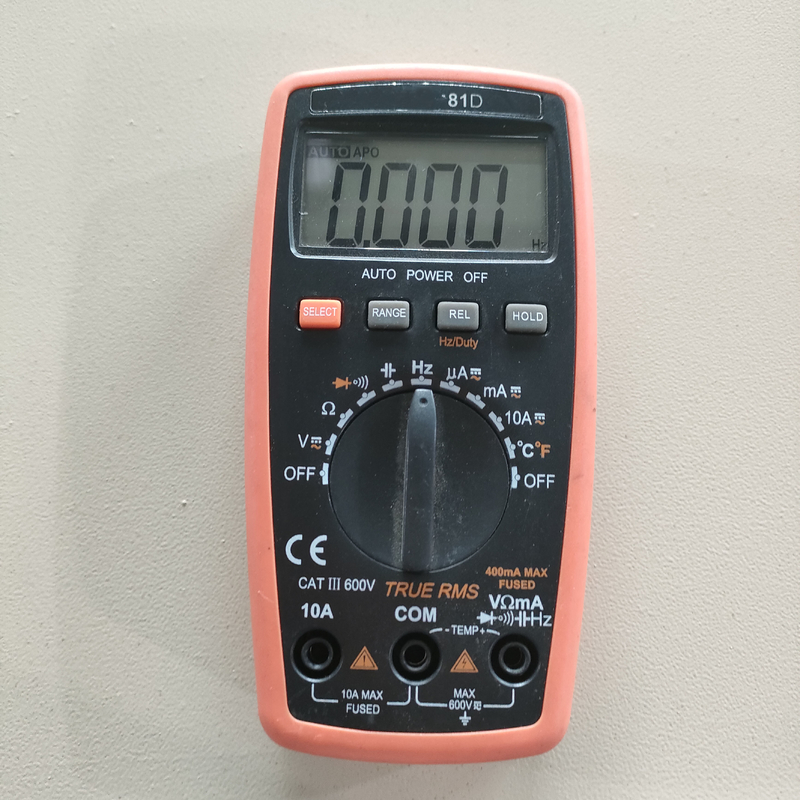 81D
AUTO APO
0.000
Hz
AUTO POWER OFF
SELECT RANGE REL HOLD
Hz/Duty
Hz
µA
mA
10A
°C °F
OFF
Ω
V
OFF
CE
CAT III 600V
TRUE RMS
400mA MAX
FUSED
10A
COM
VΩmA
Hz
- TEMP +
10A MAX
FUSED
MAX
600V